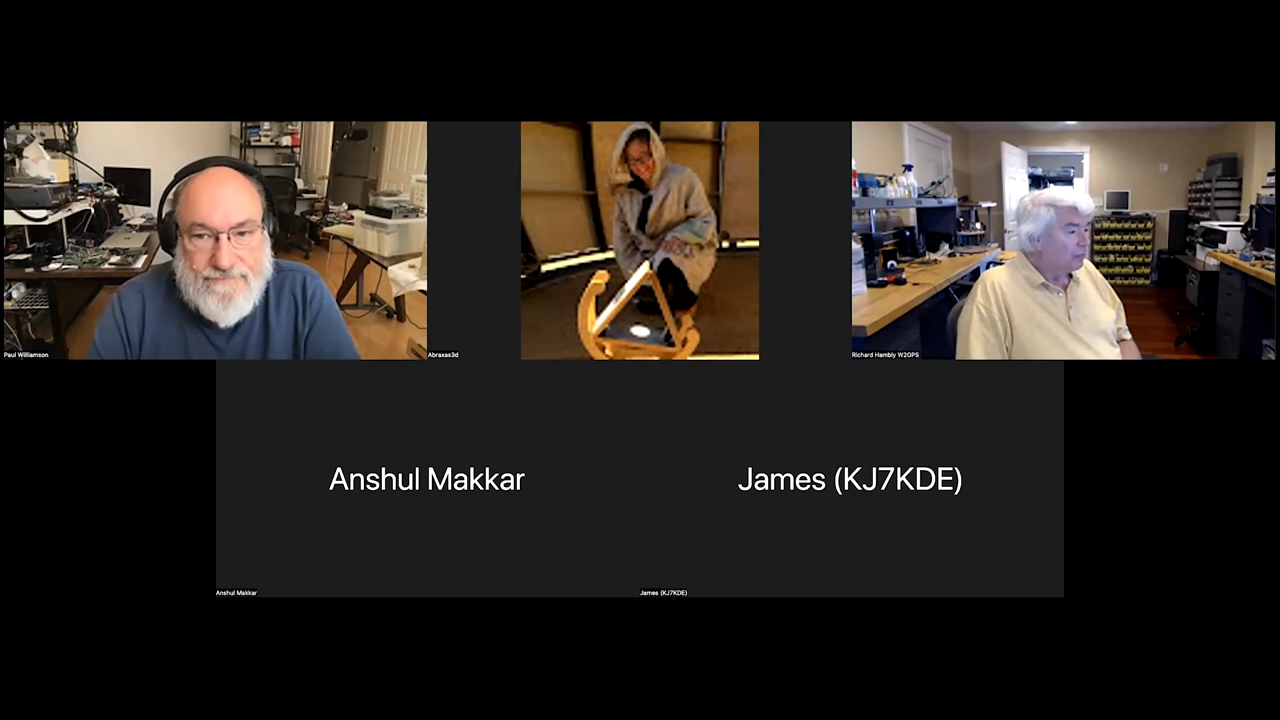 Paul Williamson
Abraxas3d
Richard Hambly W2GPS
Anshul Makkar
James (KJ7KDE)
Anshul Makkar
James (KJ7KDE)